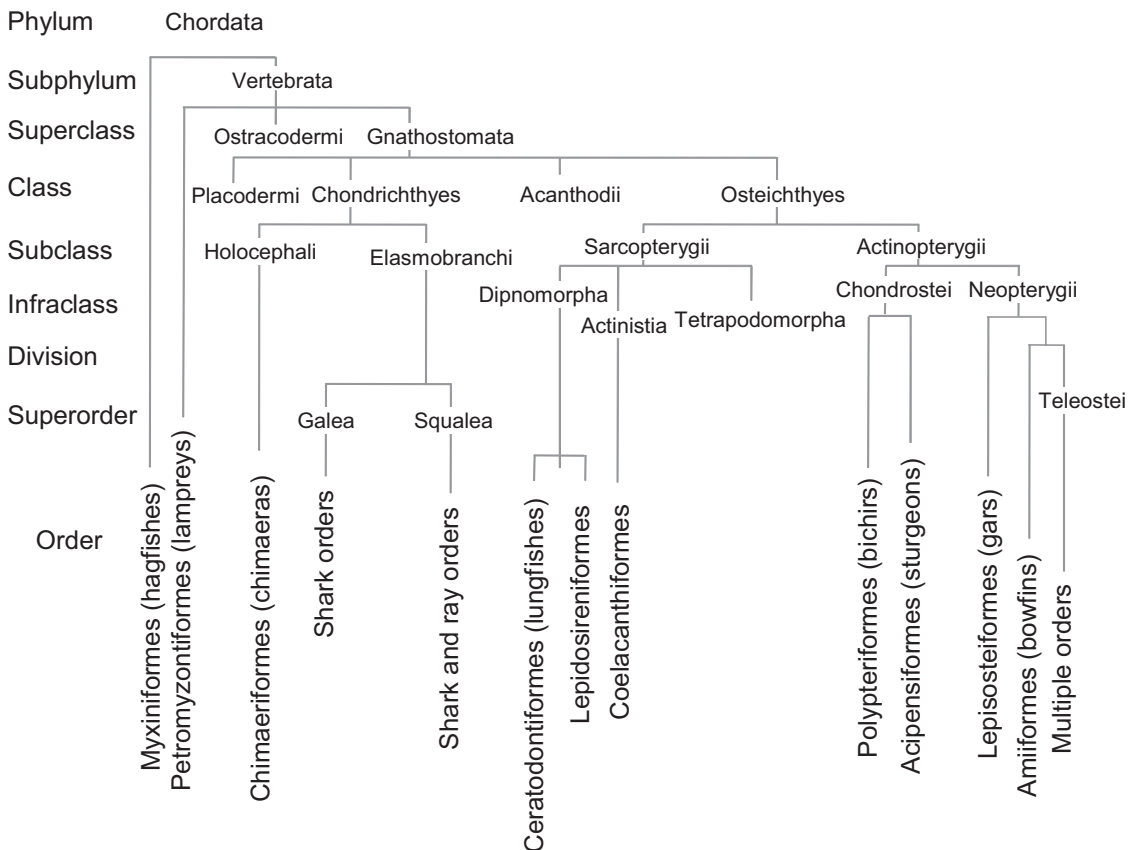 Phylum Chordata
Subphylum Vertebrata
Superclass Ostracodermi Gnathostomata
Class Placodermi Chondrichthyes Acanthodii Osteichthyes
Subclass Holocephali Elasmobranchi Sarcopterygii Actinopterygii
Infraclass Dipnomorpha Actinistia Tetrapodomorpha Chondrostei Neopterygii
Division
Superorder Galea Squalea Teleostei
Order
Myxiniformes (hagfishes)
Petromyzontiformes (lampreys)
Chimaeriformes (chimaeras)
Shark orders
Shark and ray orders
Ceratodontiformes (lungfishes)
Lepidosireniformes
Coelacanthiformes
Polypteriformes (bichirs)
Acipensiformes (sturgeons)
Lepisosteiformes (gars)
Amiiformes (bowfins)
Multiple orders